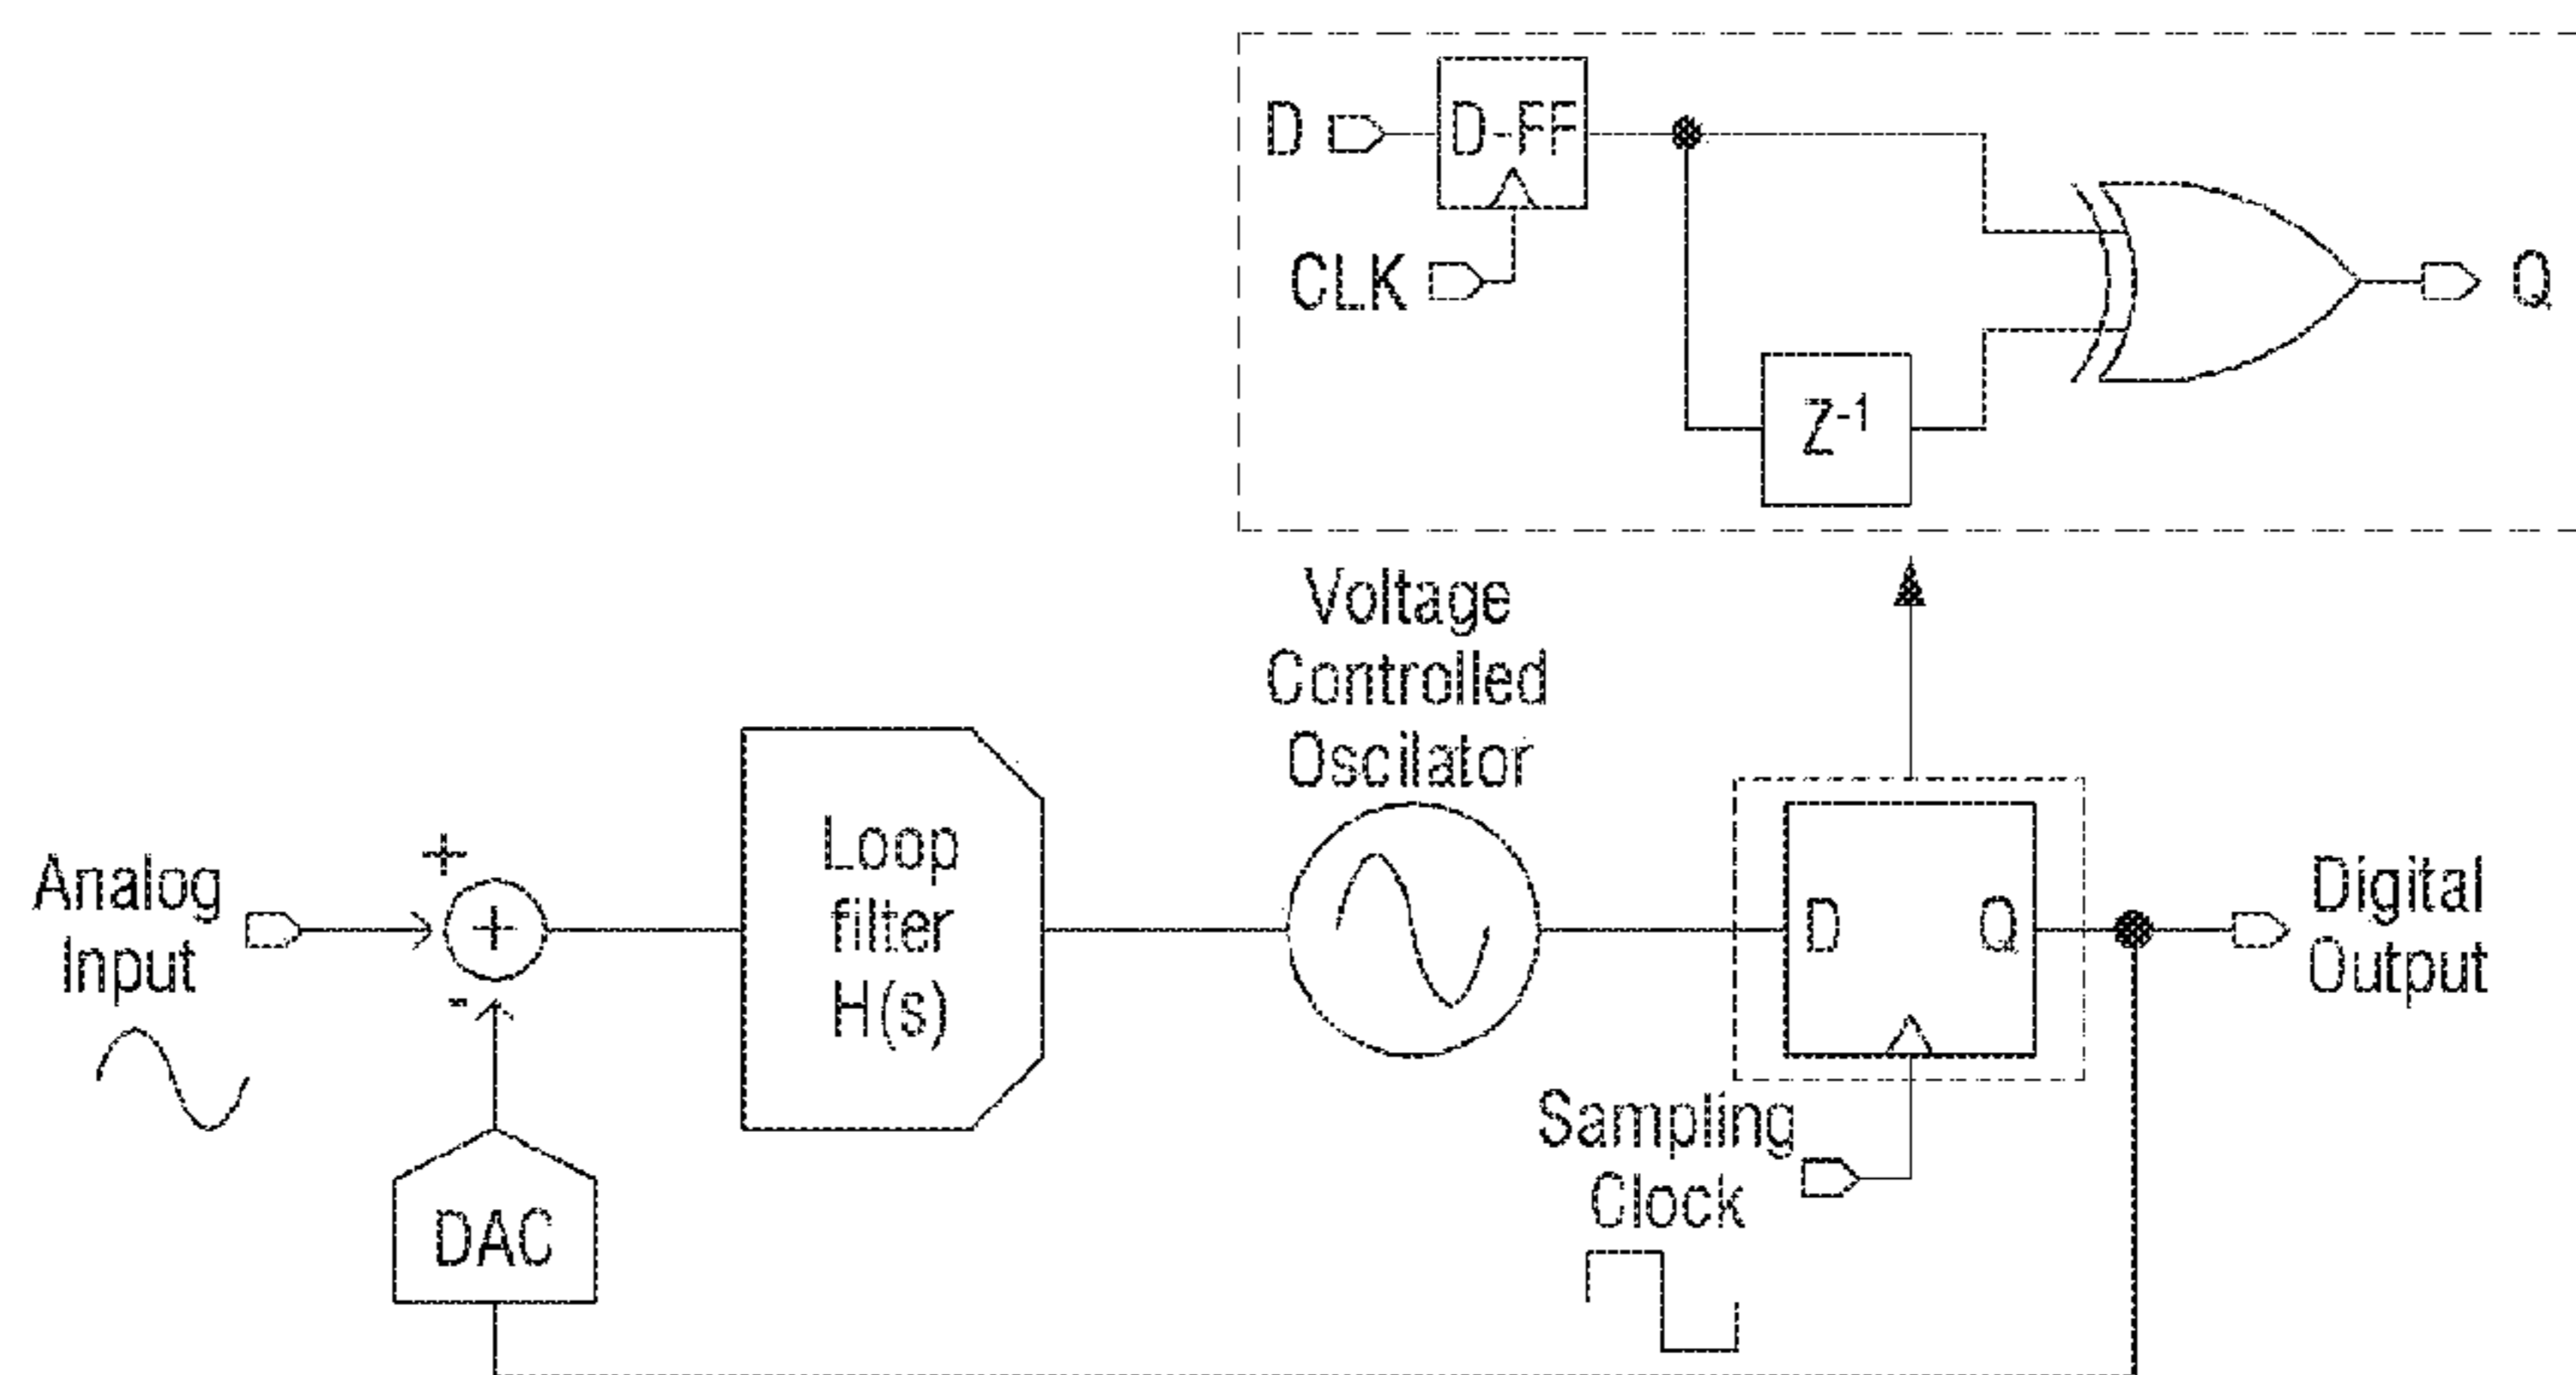 D
D-FF
CLK
Q
Z-1
Voltage
Controlled
Oscilator
Analog
Input
+
+
-
Loop
filter
H(s)
D
Q
Digital
Output
Sampling
Clock
DAC